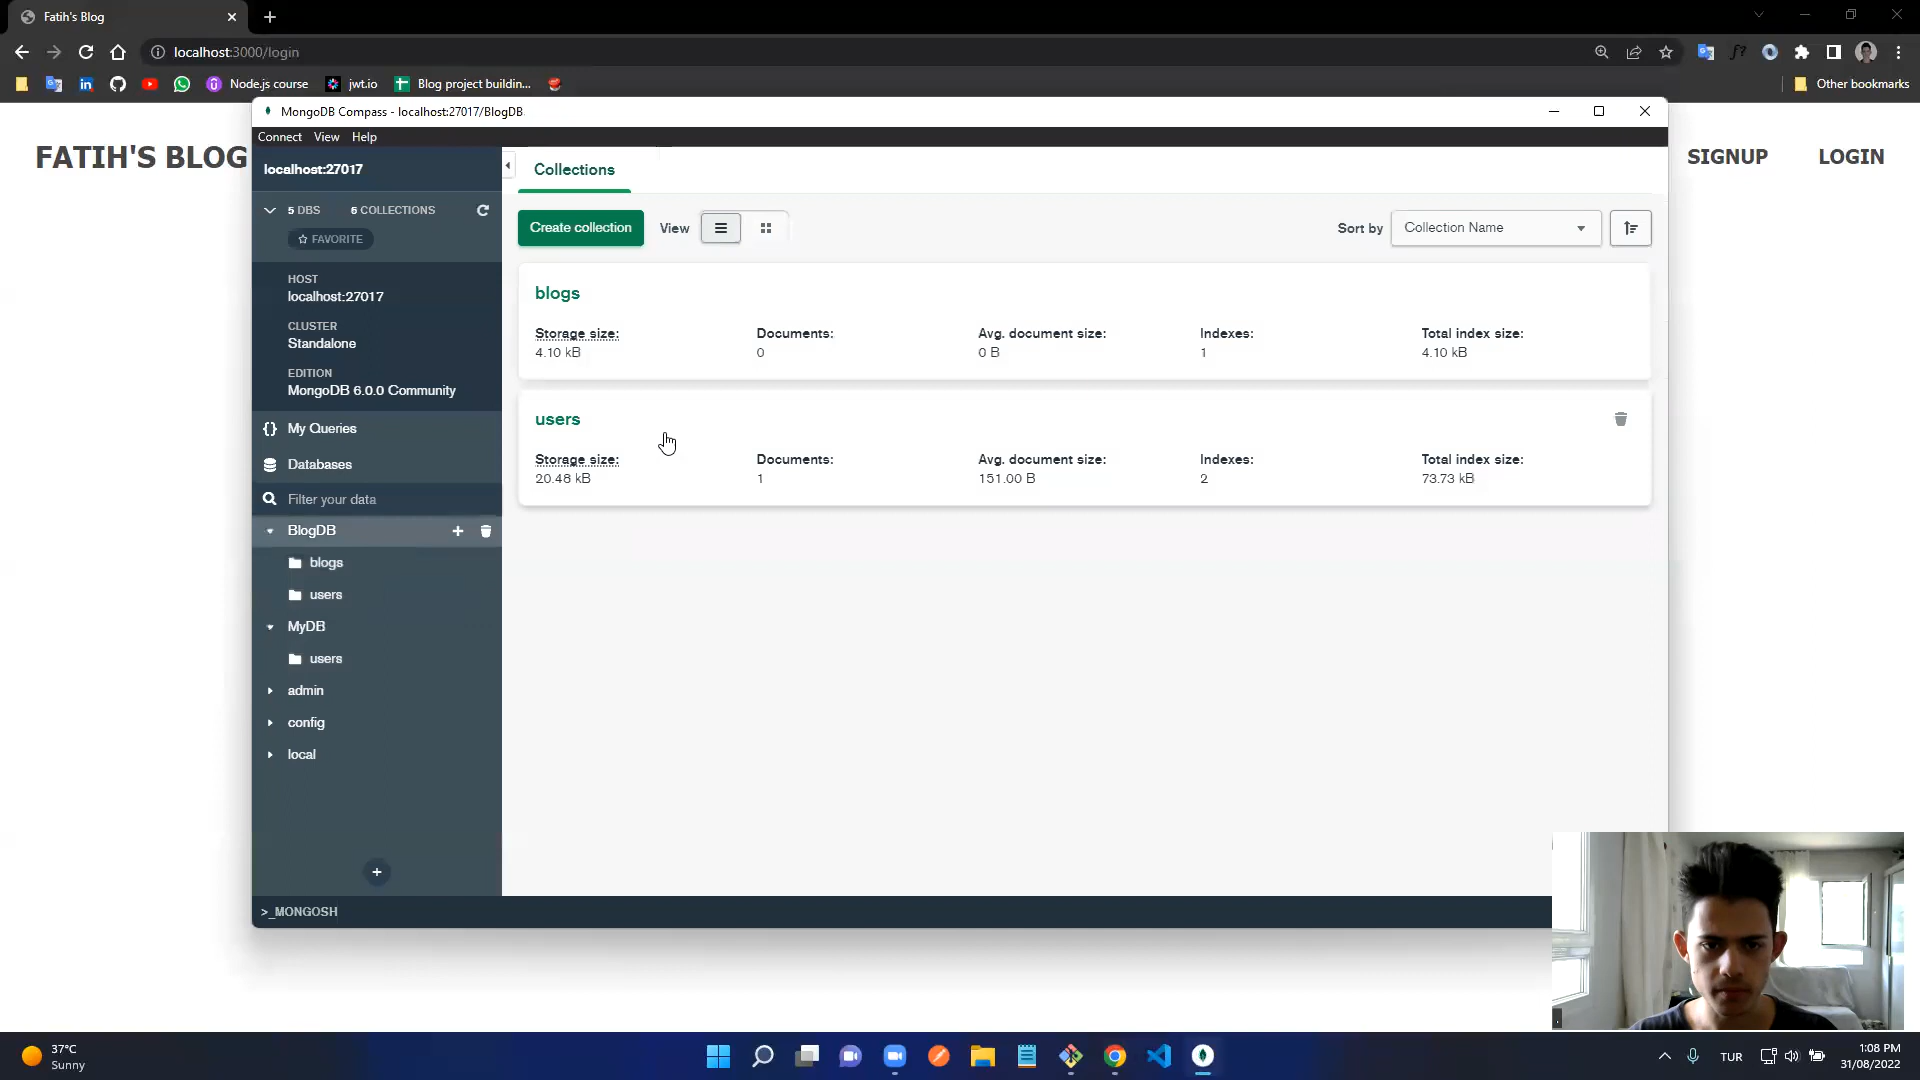 Fatih's Blog
localhost:3000/login
Node.js course
jwt.io
Blog project buildin...
Other bookmarks
FATIH'S BLOG
SIGNUP
LOGIN
MongoDB Compass - localhost:27017/BlogDB
Connect View Help
localhost:27017
5 DBS 6 COLLECTIONS
FAVORITE
HOST
localhost:27017
CLUSTER
Standalone
EDITION
MongoDB 6.0.0 Community
{} My Queries
Databases
Filter your data
BlogDB
blogs
users
MyDB
users
admin
config
local
>_MONGOSH
Collections
Create collection
View
Sort by
Collection Name
blogs
Storage size: Documents: Avg. document size: Indexes: Total index size:
4.10 kB 0 0 B 1 4.10 kB
users
Storage size: Documents: Avg. document size: Indexes: Total index size:
20.48 kB 1 151.00 B 2 73.73 kB
37°C
Sunny
TUR
1:08 PM
31/08/2022